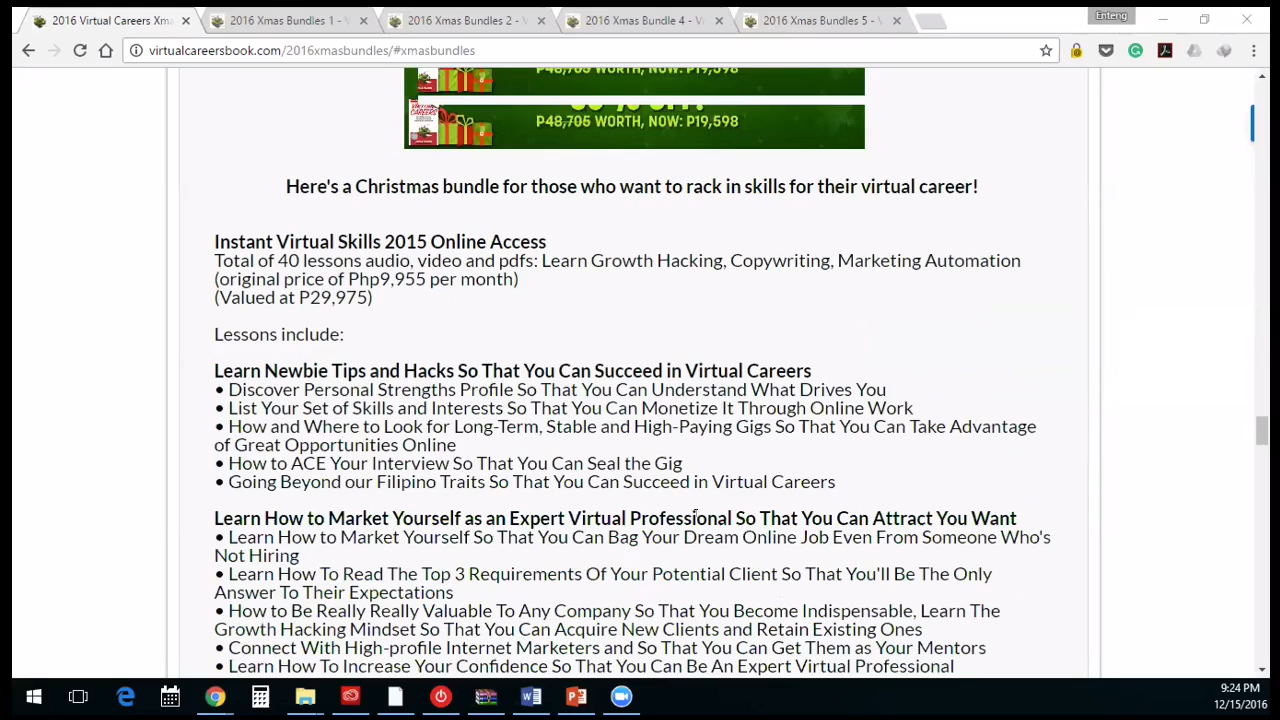 2016 Virtual Careers Xma
2016 Xmas Bundles 1 - V
2016 Xmas Bundles 2 - V
2016 Xmas Bundle 4 - V
2016 Xmas Bundles 5 - V
Enteng
virtualcareersbook.com/2016xmasbundles/#xmasbundles
P48,705 WORTH, NOW: P19,598
P48,705 WORTH, NOW: P19,598
Here's a Christmas bundle for those who want to rack in skills for their virtual career!
Instant Virtual Skills 2015 Online Access
Total of 40 lessons audio, video and pdfs: Learn Growth Hacking, Copywriting, Marketing Automation
(original price of Php9,955 per month)
(Valued at P29,975)
Lessons include:
Learn Newbie Tips and Hacks So That You Can Succeed in Virtual Careers
• Discover Personal Strengths Profile So That You Can Understand What Drives You
• List Your Set of Skills and Interests So That You Can Monetize It Through Online Work
• How and Where to Look for Long-Term, Stable and High-Paying Gigs So That You Can Take Advantage
of Great Opportunities Online
• How to ACE Your Interview So That You Can Seal the Gig
• Going Beyond our Filipino Traits So That You Can Succeed in Virtual Careers
Learn How to Market Yourself as an Expert Virtual Professional So That You Can Attract You Want
• Learn How to Market Yourself So That You Can Bag Your Dream Online Job Even From Someone Who's
Not Hiring
• Learn How To Read The Top 3 Requirements Of Your Potential Client So That You'll Be The Only
Answer To Their Expectations
• How to Be Really Really Valuable To Any Company So That You Become Indispensable, Learn The
Growth Hacking Mindset So That You Can Acquire New Clients and Retain Existing Ones
• Connect With High-profile Internet Marketers and So That You Can Get Them as Your Mentors
• Learn How To Increase Your Confidence So That You Can Be An Expert Virtual Professional
9:24 PM
12/15/2016